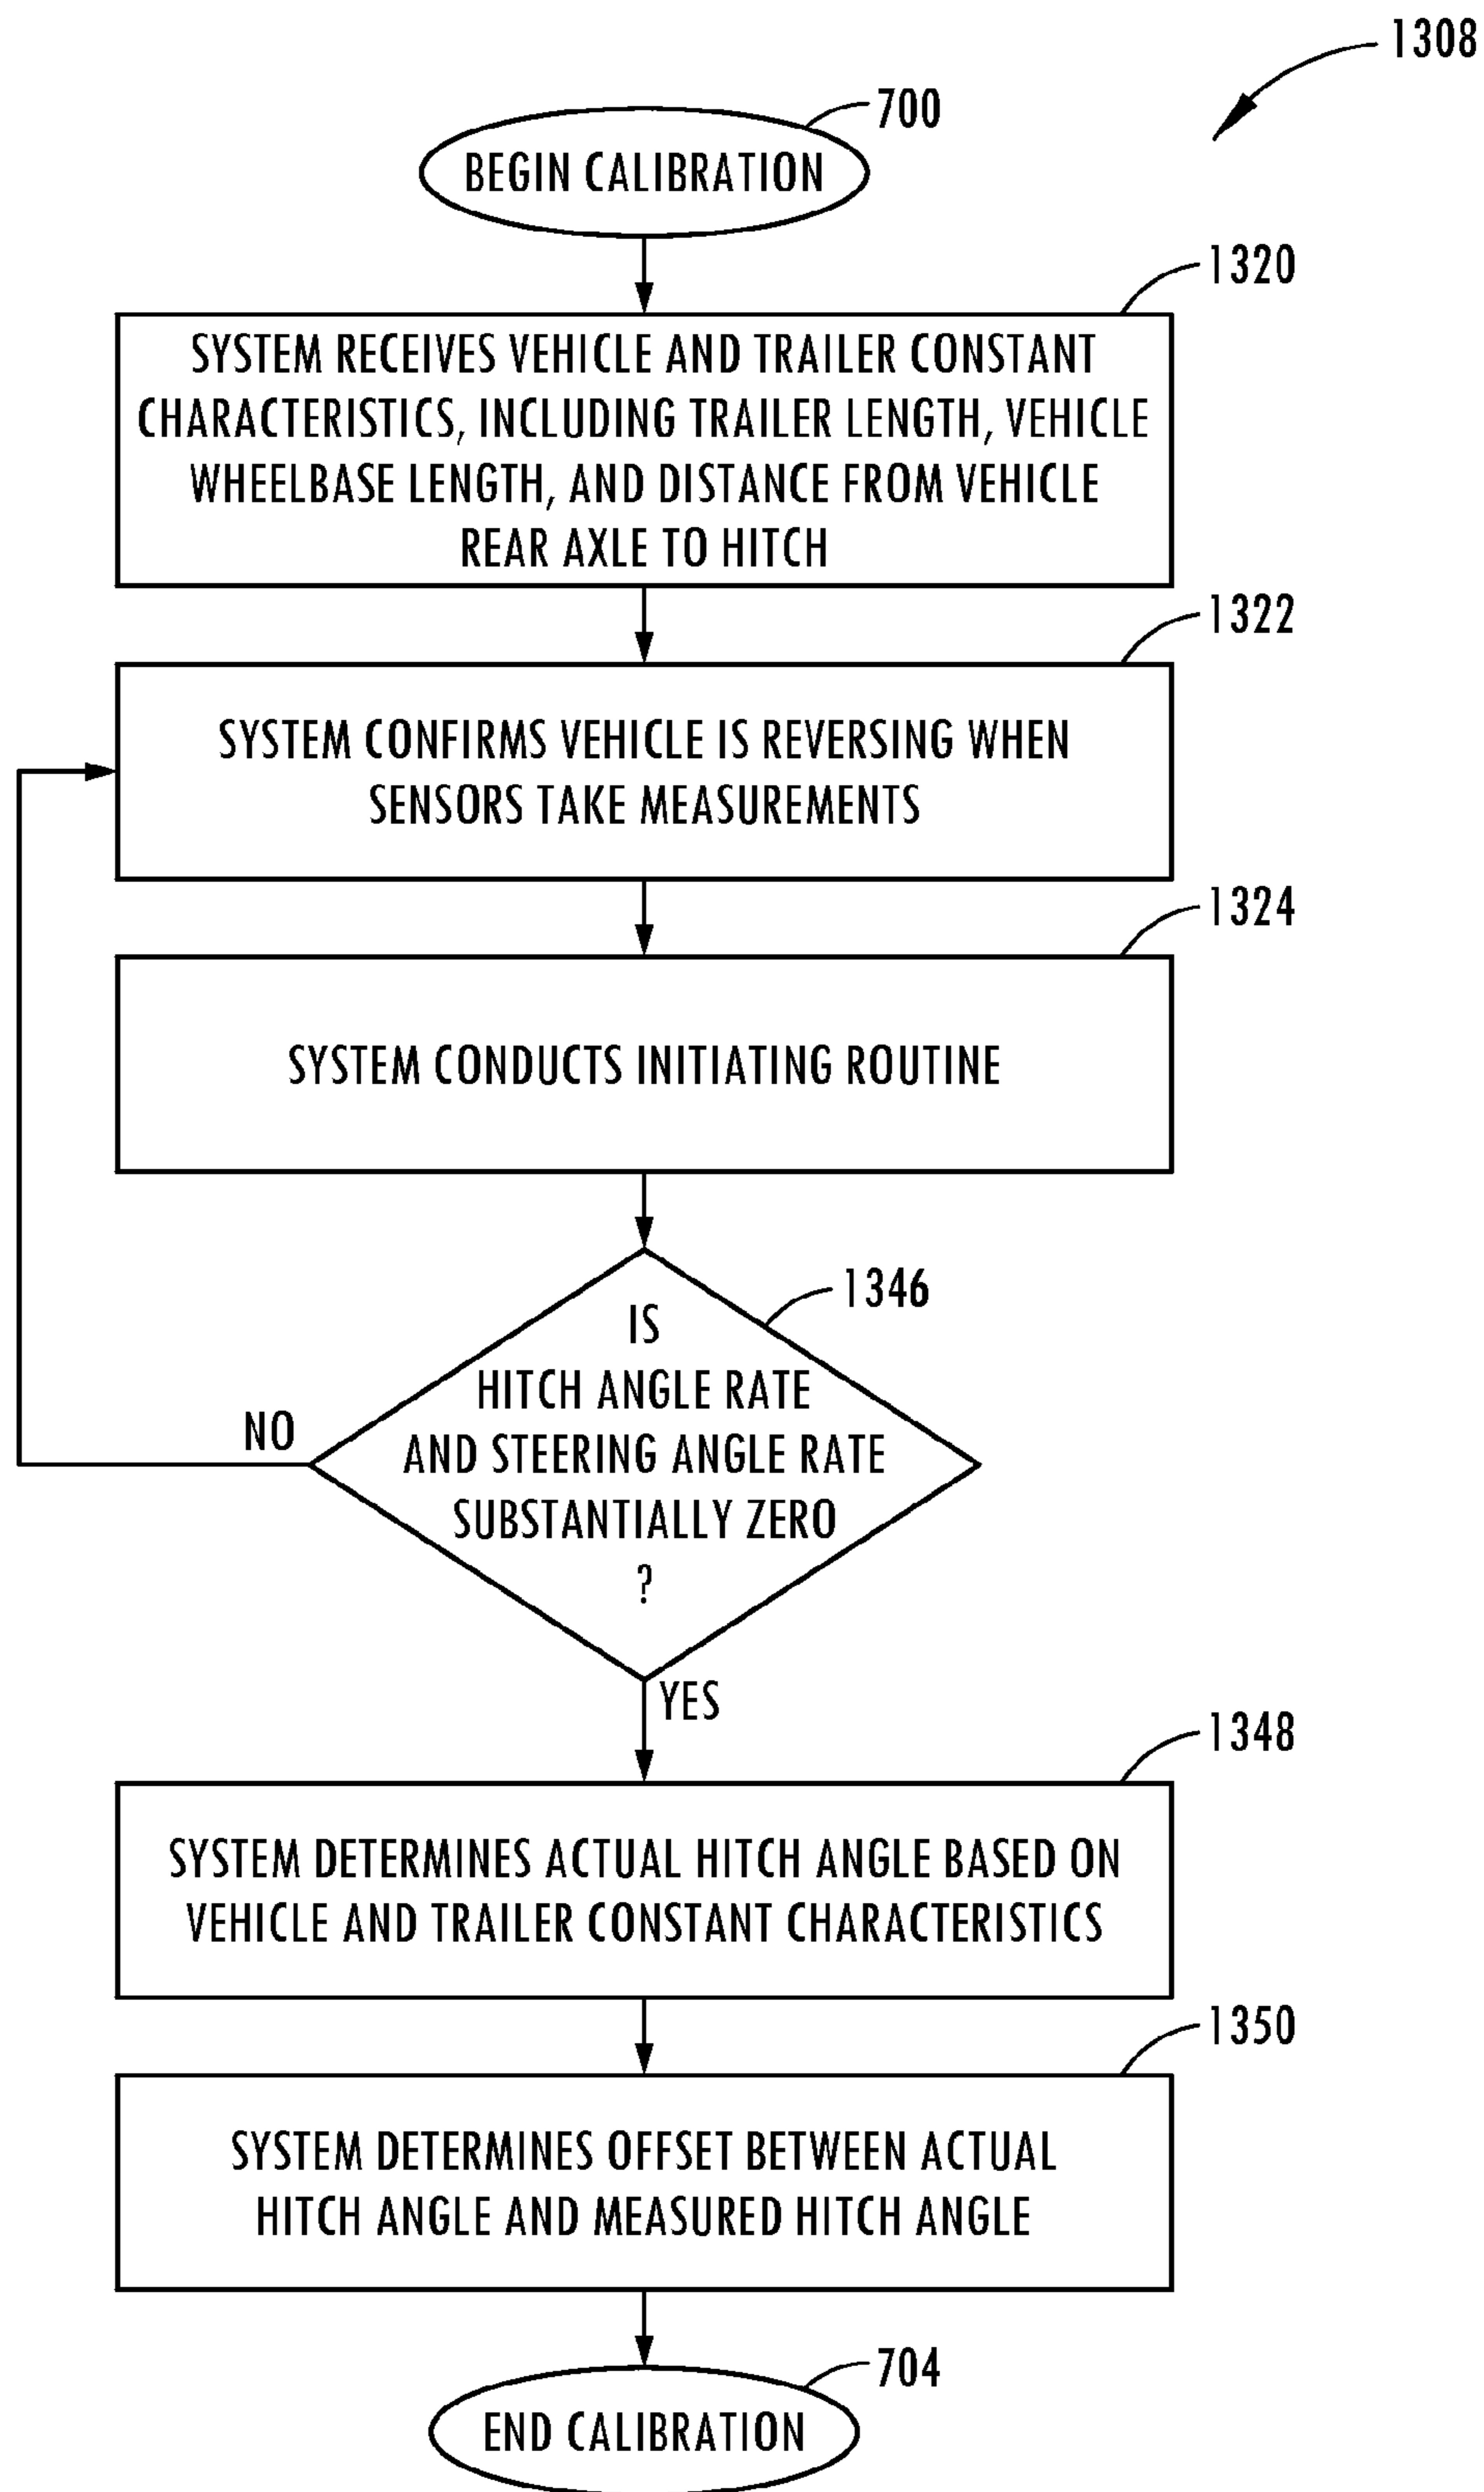 1308
700
BEGIN CALIBRATION
1320
SYSTEM RECEIVES VEHICLE AND TRAILER CONSTANT
CHARACTERISTICS, INCLUDING TRAILER LENGTH, VEHICLE
WHEELBASE LENGTH, AND DISTANCE FROM VEHICLE
REAR AXLE TO HITCH
1322
SYSTEM CONFIRMS VEHICLE IS REVERSING WHEN
SENSORS TAKE MEASUREMENTS
1324
SYSTEM CONDUCTS INITIATING ROUTINE
1346
IS
HITCH ANGLE RATE
AND STEERING ANGLE RATE
SUBSTANTIALLY ZERO
?
NO
YES
1348
SYSTEM DETERMINES ACTUAL HITCH ANGLE BASED ON
VEHICLE AND TRAILER CONSTANT CHARACTERISTICS
1350
SYSTEM DETERMINES OFFSET BETWEEN ACTUAL
HITCH ANGLE AND MEASURED HITCH ANGLE
704
END CALIBRATION